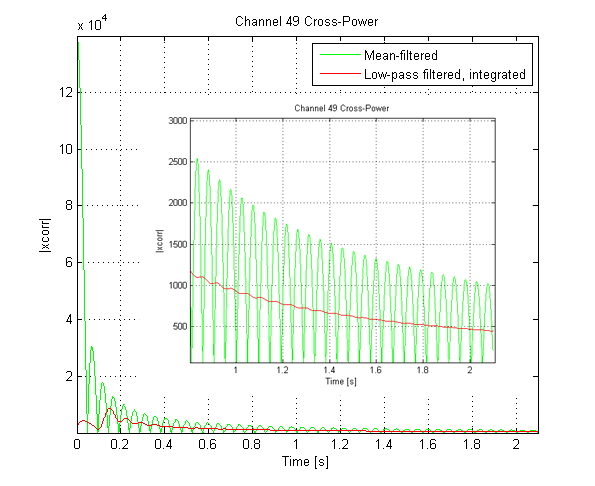 Channel 49 Cross-Power
x 10^4
Mean-filtered
Low-pass filtered, integrated
12
10
8
6
4
2
|xcorr|
0 0.2 0.4 0.6 0.8 1 1.2 1.4 1.6 1.8 2
Time [s]
Channel 49 Cross-Power
3000
2500
2000
1500
1000
500
|xcorr|
1 1.2 1.4 1.6 1.8 2
Time [s]